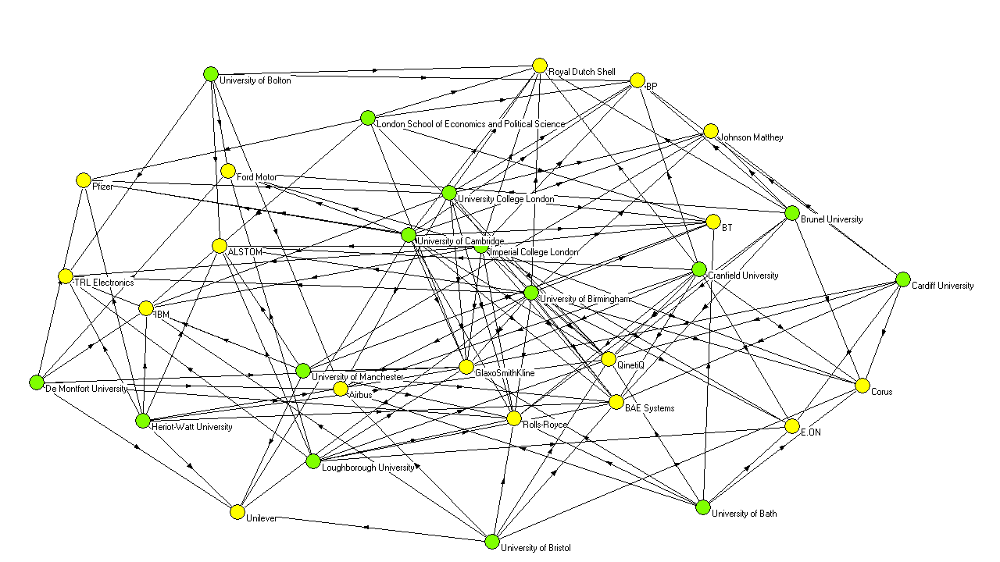 Royal Dutch Shell
University of Bolton
BP
London School of Economics and Political Science
Johnson Matthey
Ford Motor
Pfizer
University College London
Brunel University
BT
University of Cambridge
ALSTOM
Imperial College London
Cranfield University
TRL Electronics
Cardiff University
University of Birmingham
IBM
QinetiQ
GlaxoSmithKline
University of Manchester
De Montfort University
Corus
Airbus
BAE Systems
Rolls-Royce
Heriot-Watt University
E.ON
Loughborough University
University of Bath
Unilever
University of Bristol